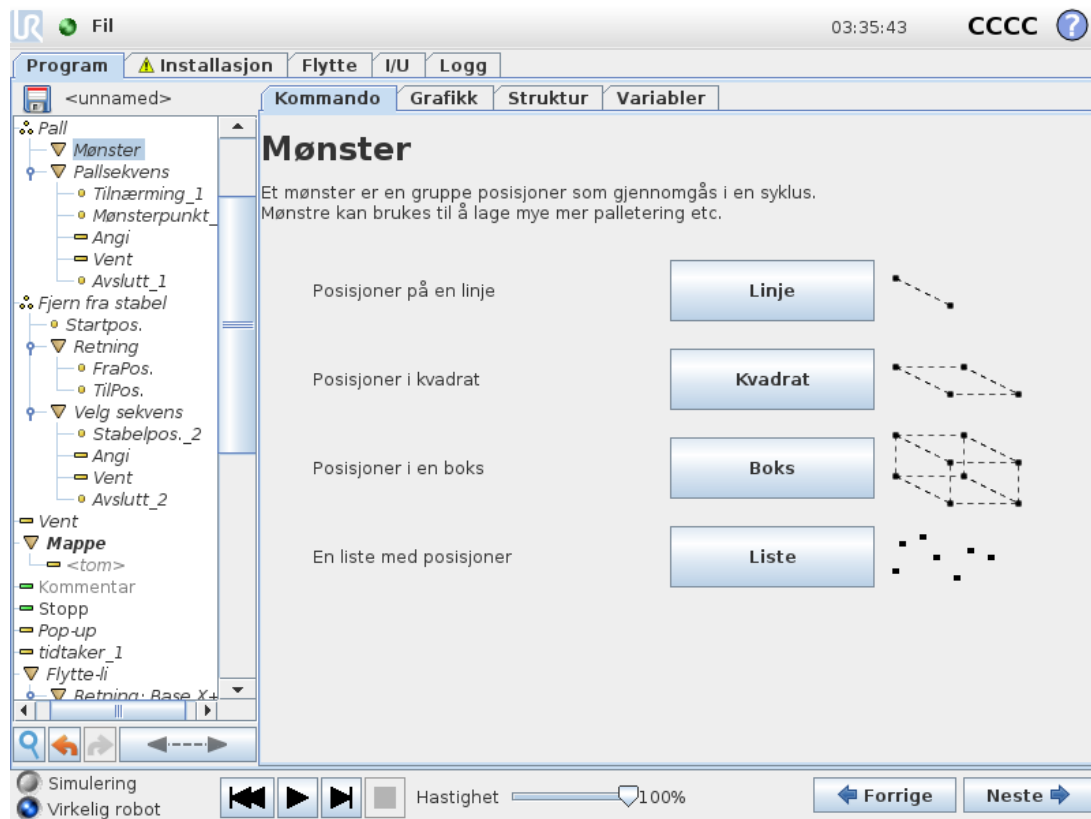 UR Fil 03:35:43 CCCC ?
Program Installasjon Flytte I/U Logg
<unnamed>
Kommando Grafikk Struktur Variabler
Pall
Mønster
Pallsekvens
Tilnærming_1
Mønsterpunkt_
Angi
Vent
Avslutt_1
Fjern fra stabel
Startpos.
Retning
FraPos.
TilPos.
Velg sekvens
Stabelpos._2
Angi
Vent
Avslutt_2
Vent
Mappe
<tom>
Kommentar
Stopp
Pop-up
tidtaker_1
Flytte-li
Retning: Base X+
Mønster
Et mønster er en gruppe posisjoner som gjennomgås i en syklus.
Mønstre kan brukes til å lage mye mer palletering etc.
Posisjoner på en linje Linje
Posisjoner i kvadrat Kvadrat
Posisjoner i en boks Boks
En liste med posisjoner Liste
Simulering
Virkelig robot
Hastighet 100%
Forrige Neste